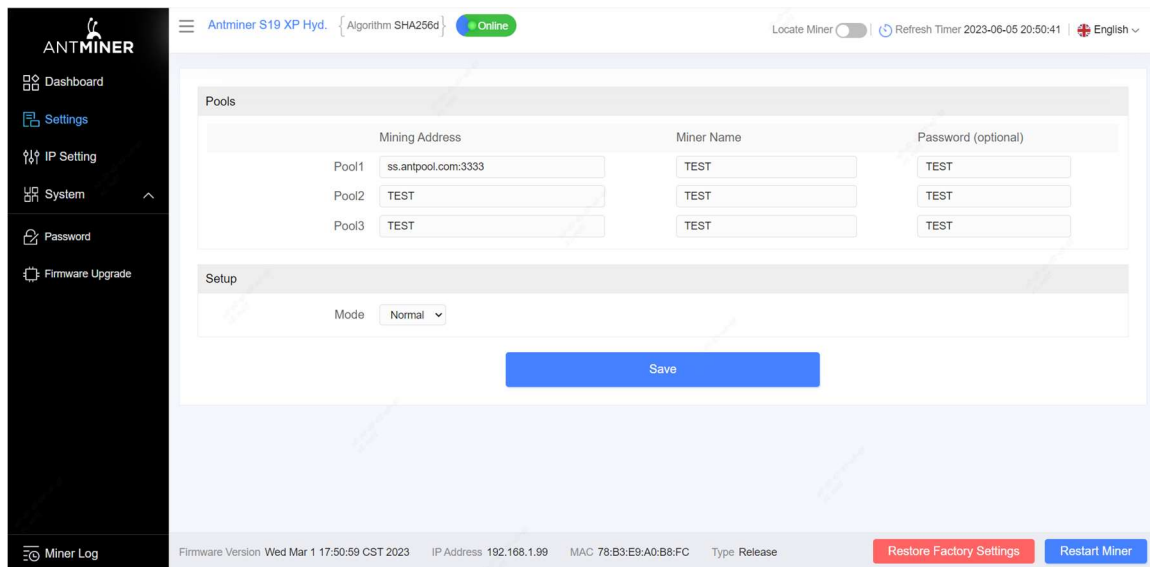 ANTMINER
Antminer S19 XP Hyd. {Algorithm SHA256d} Online
Locate Miner Refresh Timer 2023-06-05 20:50:41 English
Dashboard
Settings
IP Setting
System
Password
Firmware Upgrade
Miner Log
Pools
Mining Address Miner Name Password (optional)
Pool1 ss.antpool.com:3333 TEST TEST
Pool2 TEST TEST TEST
Pool3 TEST TEST TEST
Setup
Mode Normal
Save
Firmware Version Wed Mar 1 17:50:59 CST 2023 IP Address 192.168.1.99 MAC 78:B3:E9:A0:B8:FC Type Release
Restore Factory Settings Restart Miner